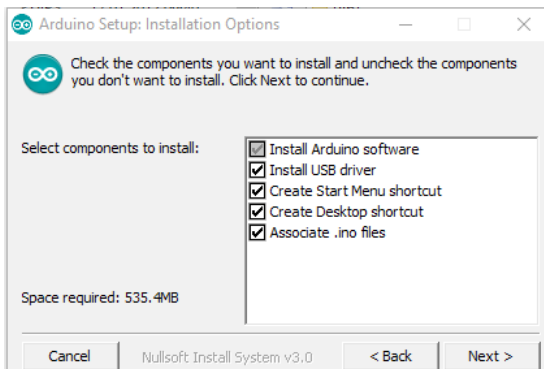 Arduino Setup: Installation Options
Check the components you want to install and uncheck the components
you don't want to install. Click Next to continue.
Select components to install:
Install Arduino software
Install USB driver
Create Start Menu shortcut
Create Desktop shortcut
Associate .ino files
Space required: 535.4MB
Cancel
Nullsoft Install System v3.0
< Back
Next >